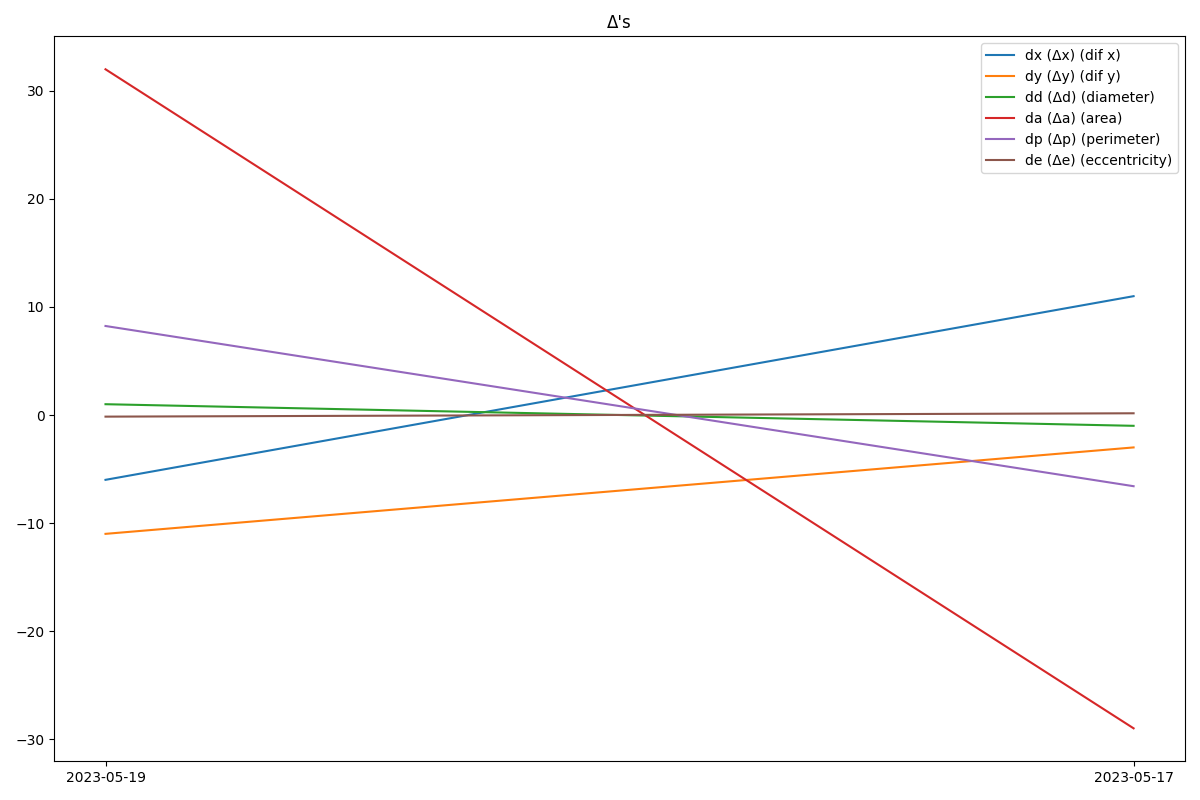 Δ's
dx (Δx) (dif x)
dy (Δy) (dif y)
dd (Δd) (diameter)
da (Δa) (area)
dp (Δp) (perimeter)
de (Δe) (eccentricity)
30
20
10
0
−10
−20
−30
2023-05-19
2023-05-17